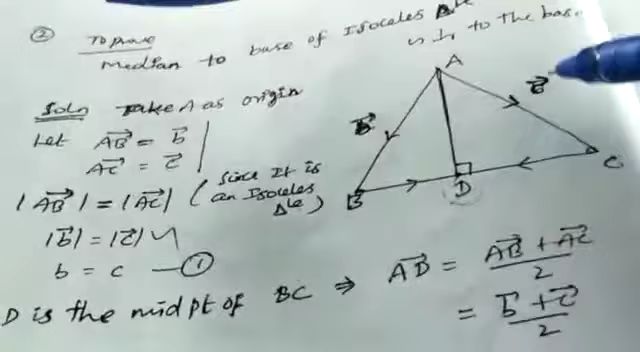 ② To prove
Median to base of Isoceles Δle
is ⊥r to the base.
Soln Take A as origin
Let AB⃗ = b⃗
AC⃗ = c⃗
|AB⃗| = |AC⃗| (Since It is an Isoceles Δle)
|b⃗| = |c⃗|
b = c — ①
D is the mid pt of BC ⇒ AD⃗ = (AB⃗ + AC⃗)/2
= (b⃗ + c⃗)/2
A
b⃗
B
D
C